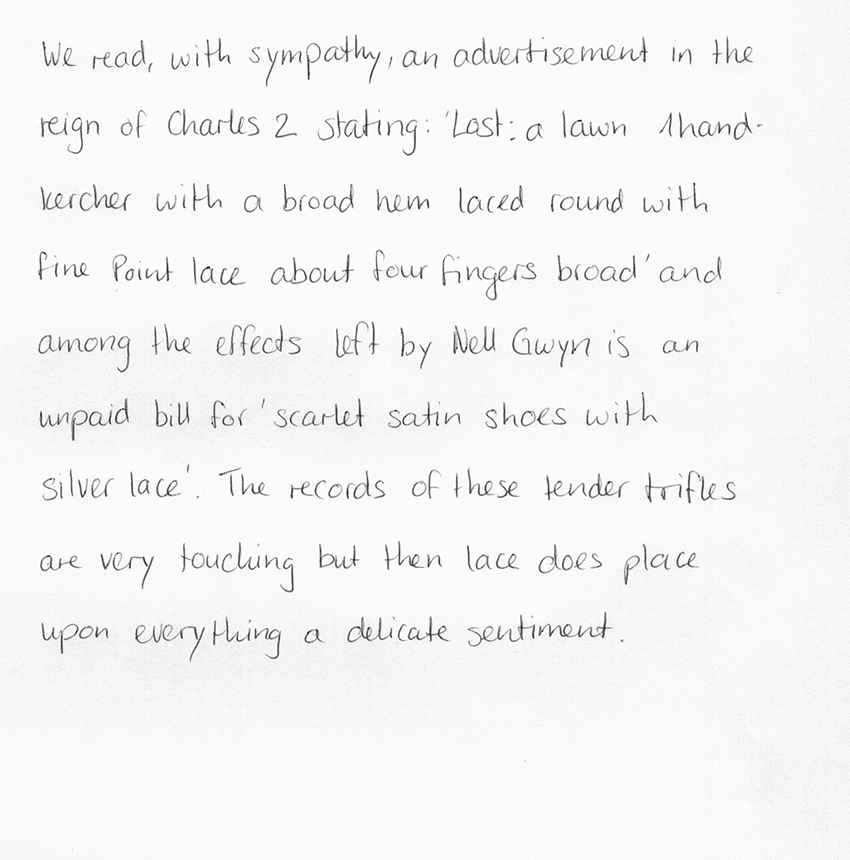 We read, with sympathy, an advertisement in the
reign of Charles 2 stating: 'Lost: a lawn 1hand-
kercher with a broad hem laced round with
fine Point lace about four fingers broad' and
among the effects left by Nell Gwyn is an
unpaid bill for 'scarlet satin shoes with
silver lace'. The records of these tender trifles
are very touching but then lace does place
upon everything a delicate sentiment.